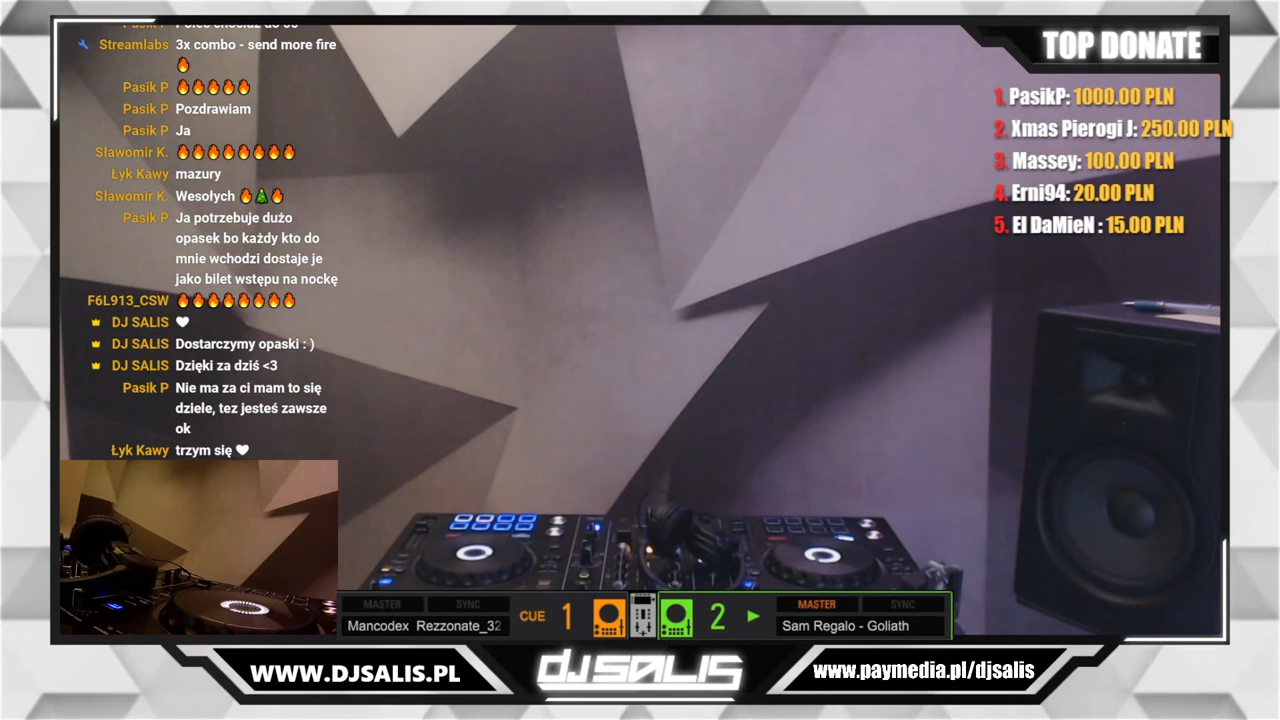 Streamlabs 3x combo - send more fire
🔥
Pasik P 🔥🔥🔥🔥🔥
Pasik P Pozdrawiam
Pasik P Ja
Sławomir K. 🔥🔥🔥🔥🔥🔥🔥🔥
Łyk Kawy mazury
Sławomir K. Wesołych 🔥🎄🔥
Pasik P Ja potrzebuje dużo
opasek bo każdy kto do
mnie wchodzi dostaje je
jako bilet wstępu na nockę
F6L913_CSW 🔥🔥🔥🔥🔥🔥🔥🔥
DJ SALIS 🤍
DJ SALIS Dostarczymy opaski : )
DJ SALIS Dzięki za dziś <3
Pasik P Nie ma za ci mam to się
dziele, tez jesteś zawsze
ok
Łyk Kawy trzym się 🤍
TOP DONATE
1. PasikP: 1000.00 PLN
2. Xmas Pierogi J: 250.00 PLN
3. Massey: 100.00 PLN
4. Erni94: 20.00 PLN
5. El DaMieN : 15.00 PLN
MASTER SYNC
Mancodex Rezzonate_32
CUE 1
2
MASTER SYNC
Sam Regalo - Goliath
WWW.DJSALIS.PL
dj SALIS
www.paymedia.pl/djsalis